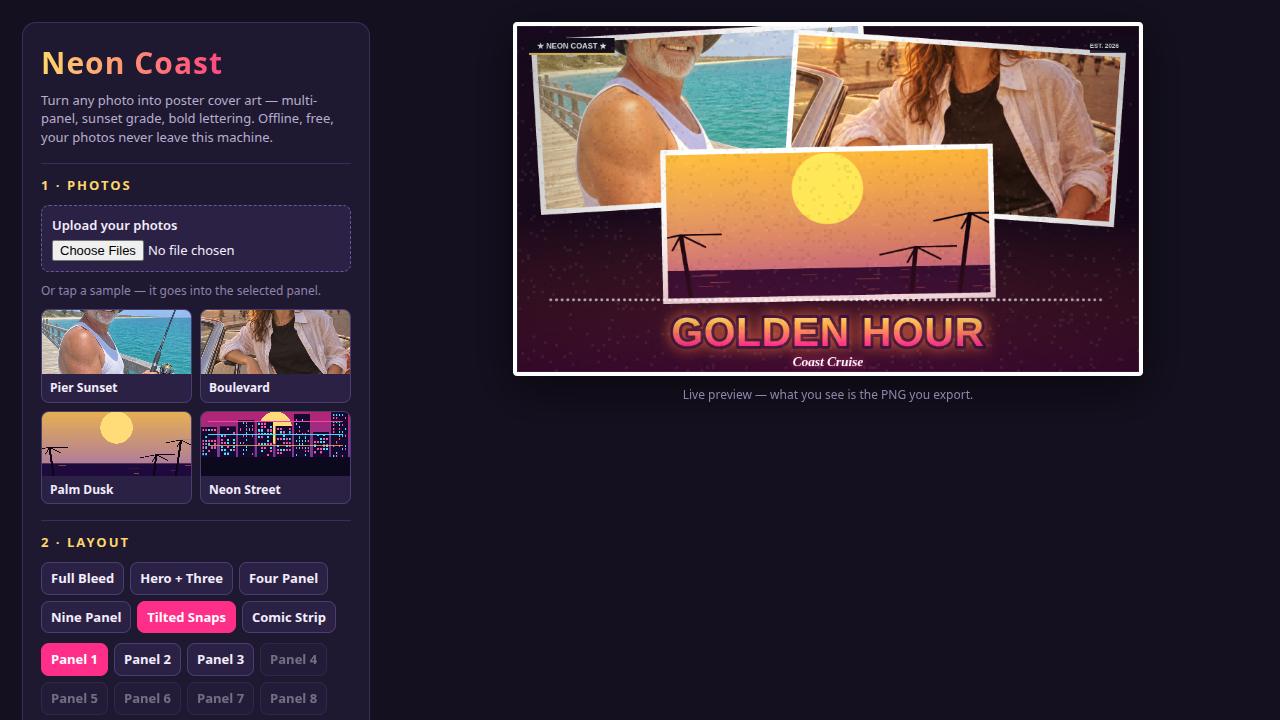 Neon Coast
Turn any photo into poster cover art — multi-
panel, sunset grade, bold lettering. Offline, free,
your photos never leave this machine.
1 · PHOTOS
Upload your photos
Choose Files No file chosen
Or tap a sample — it goes into the selected panel.
Pier Sunset
Boulevard
Palm Dusk
Neon Street
2 · LAYOUT
Full Bleed
Hero + Three
Four Panel
Nine Panel
Tilted Snaps
Comic Strip
Panel 1
Panel 2
Panel 3
Panel 4
Panel 5
Panel 6
Panel 7
Panel 8
★ NEON COAST ★
EST. 2026
GOLDEN HOUR
Coast Cruise
Live preview — what you see is the PNG you export.